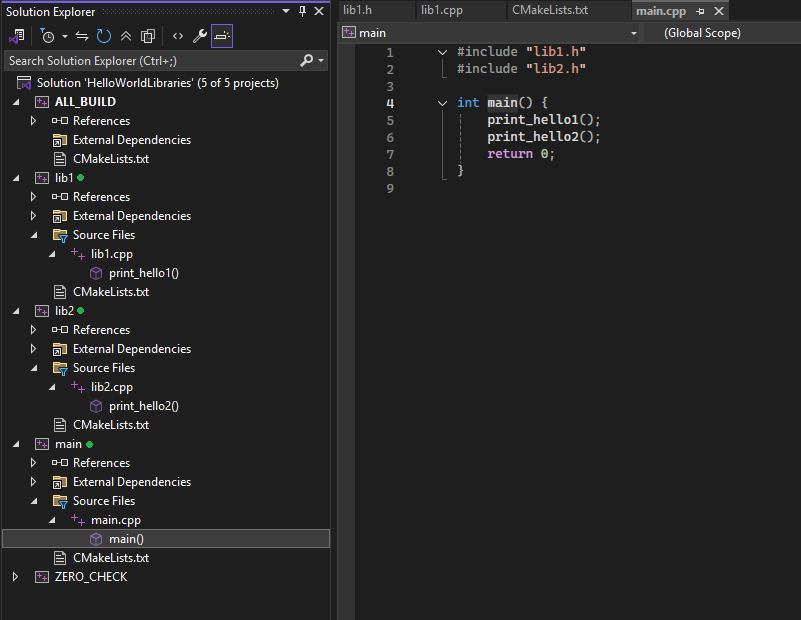 Solution Explorer
Search Solution Explorer (Ctrl+;)
Solution 'HelloWorldLibraries' (5 of 5 projects)
ALL_BUILD
References
External Dependencies
CMakeLists.txt
lib1
References
External Dependencies
Source Files
lib1.cpp
print_hello1()
CMakeLists.txt
lib2
References
External Dependencies
Source Files
lib2.cpp
print_hello2()
CMakeLists.txt
main
References
External Dependencies
Source Files
main.cpp
main()
CMakeLists.txt
ZERO_CHECK
lib1.h lib1.cpp CMakeLists.txt main.cpp
main (Global Scope)
1 #include "lib1.h"
2 #include "lib2.h"
3
4 int main() {
5 print_hello1();
6 print_hello2();
7 return 0;
8 }
9